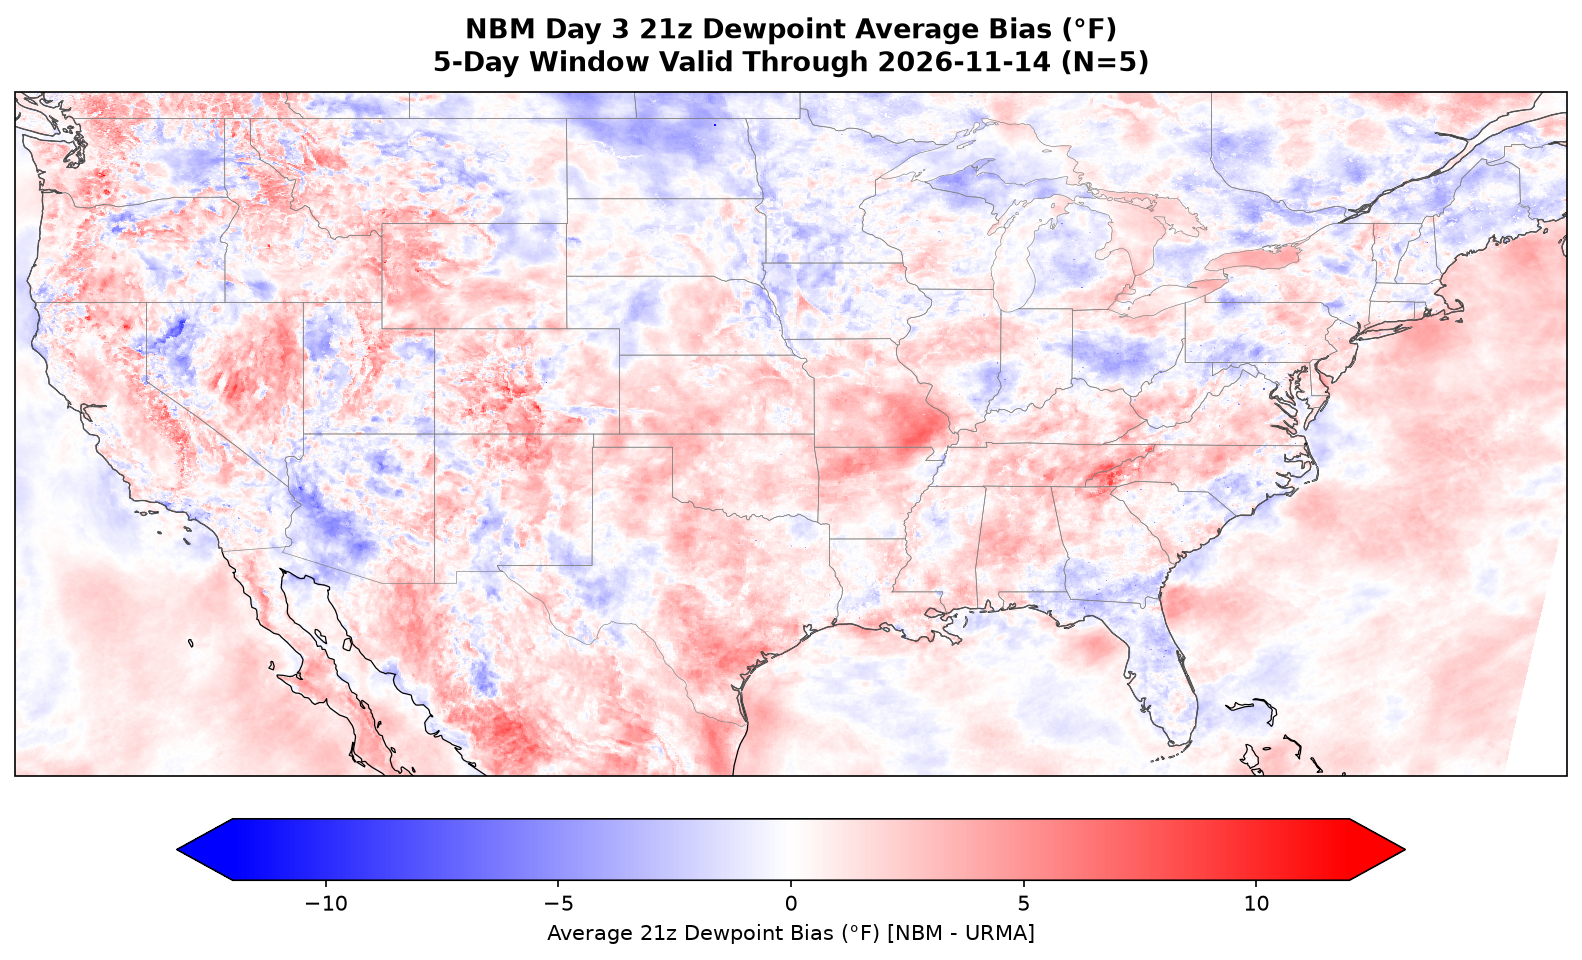 NBM Day 3 21z Dewpoint Average Bias (°F)
5-Day Window Valid Through 2026-11-14 (N=5)
−10 −5 0 5 10
Average 21z Dewpoint Bias (°F) [NBM - URMA]